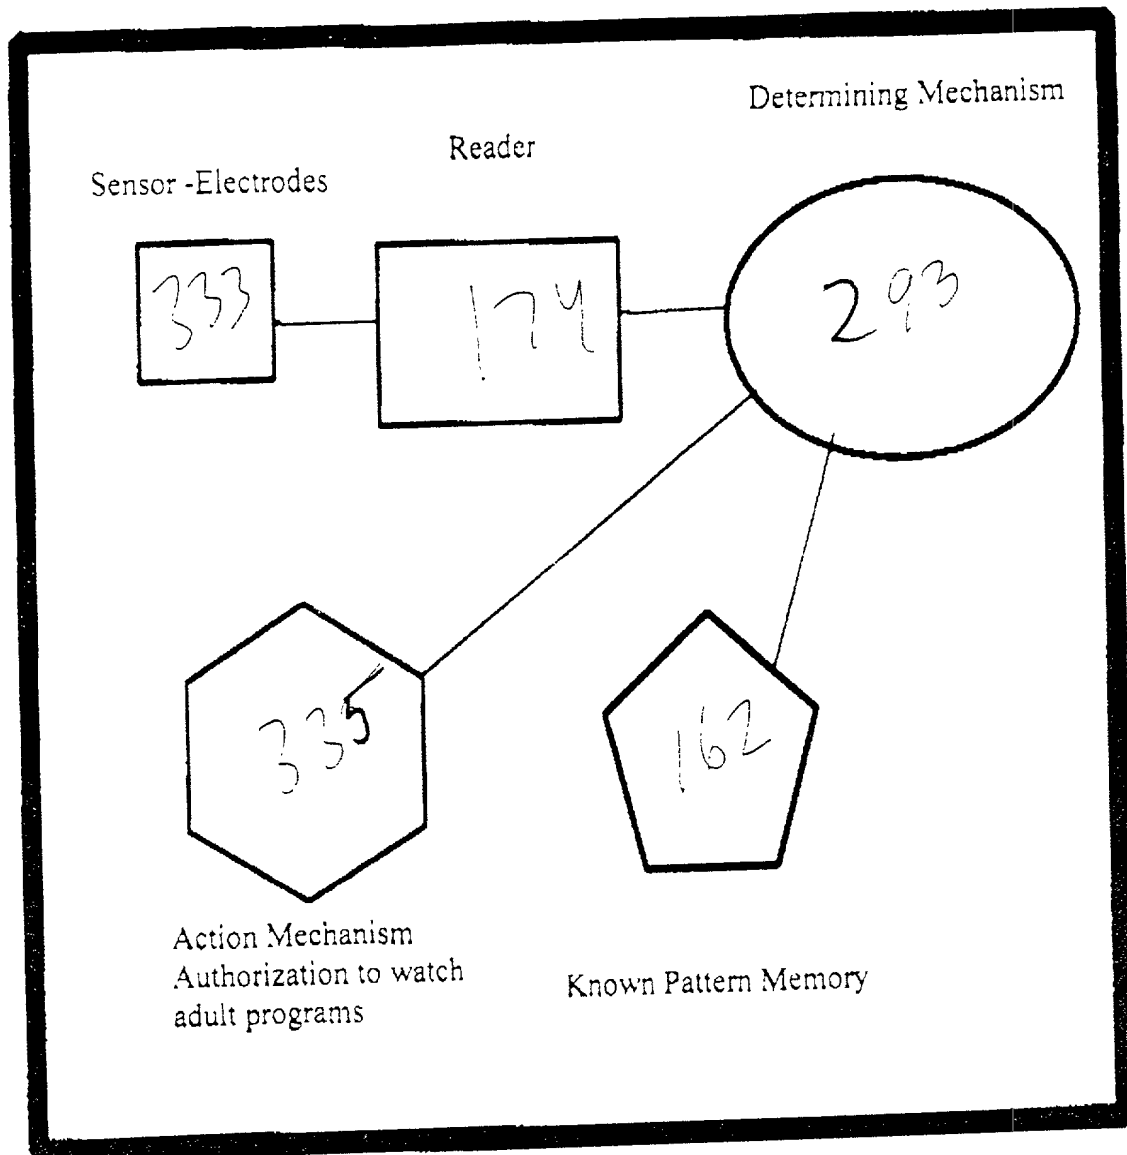 Determining Mechanism
Reader
Sensor -Electrodes
333
174
293
335
162
Action Mechanism
Authorization to watch
adult programs
Known Pattern Memory